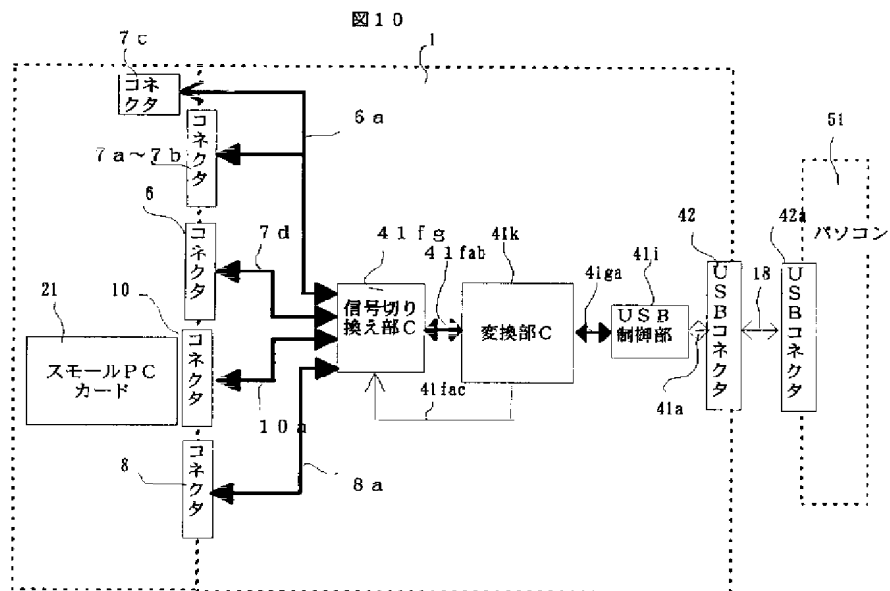 図10
7c
1
コネクタ
6a
コネクタ
7a~7b
51
6
コネクタ
7d
41fg
41fab
41k
41ga
41i
42
42a
パソコン
信号切り換え部C
変換部C
USB制御部
USBコネクタ
18
USBコネクタ
21
10
スモールPCカード
コネクタ
10a
41fac
41a
8
コネクタ
8a